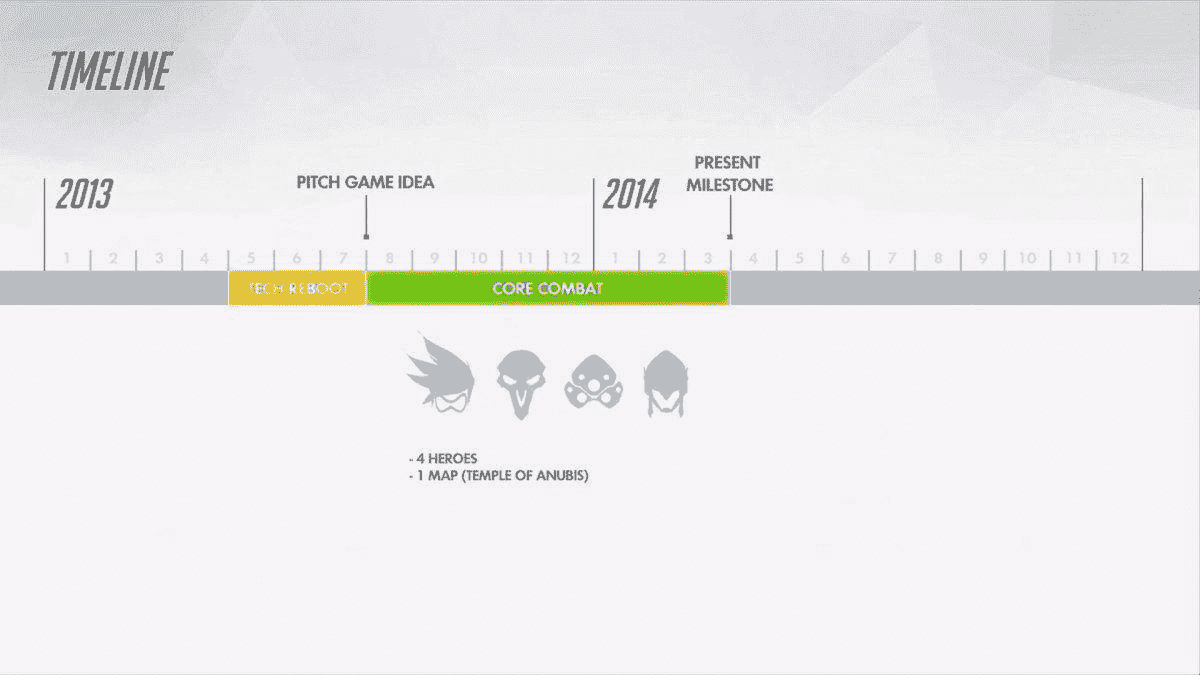 TIMELINE
2013
PITCH GAME IDEA
2014
PRESENT
MILESTONE
1 2 3 4 5 6 7 8 9 10 11 12 1 2 3 4 5 6 7 8 9 10 11 12
TECH REBOOT
CORE COMBAT
- 4 HEROES
- 1 MAP (TEMPLE OF ANUBIS)